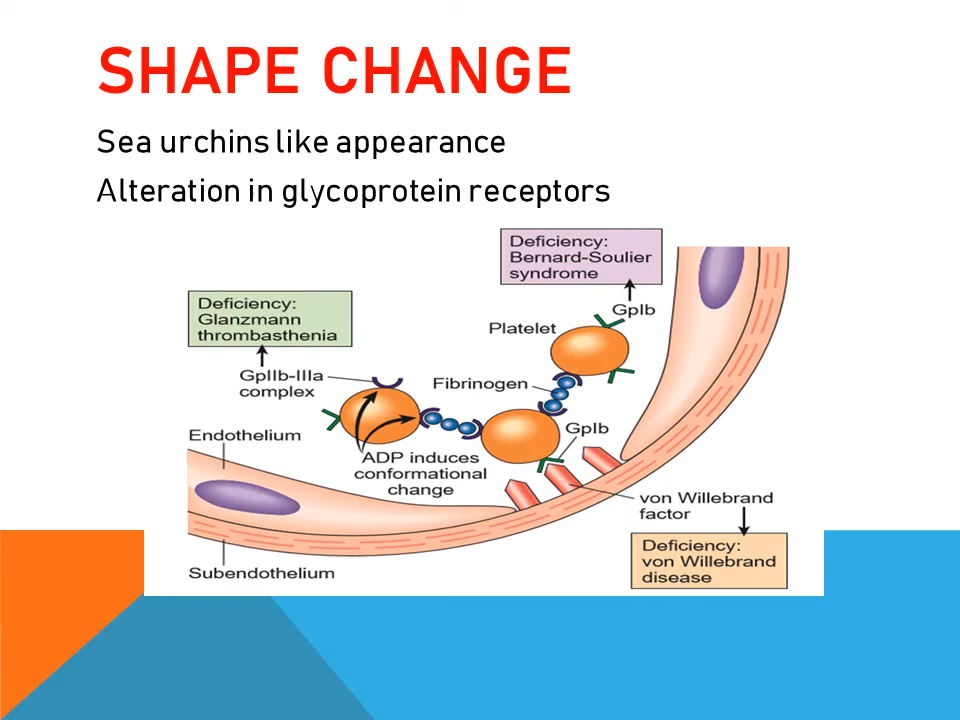 SHAPE CHANGE
Sea urchins like appearance
Alteration in glycoprotein receptors
Deficiency:
Bernard-Soulier
syndrome
Deficiency:
Glanzmann
thrombasthenia
GpIb
Platelet
GpIIb-IIIa
complex
Fibrinogen
GpIb
Endothelium
ADP induces
conformational
change
von Willebrand
factor
Deficiency:
von Willebrand
disease
Subendothelium